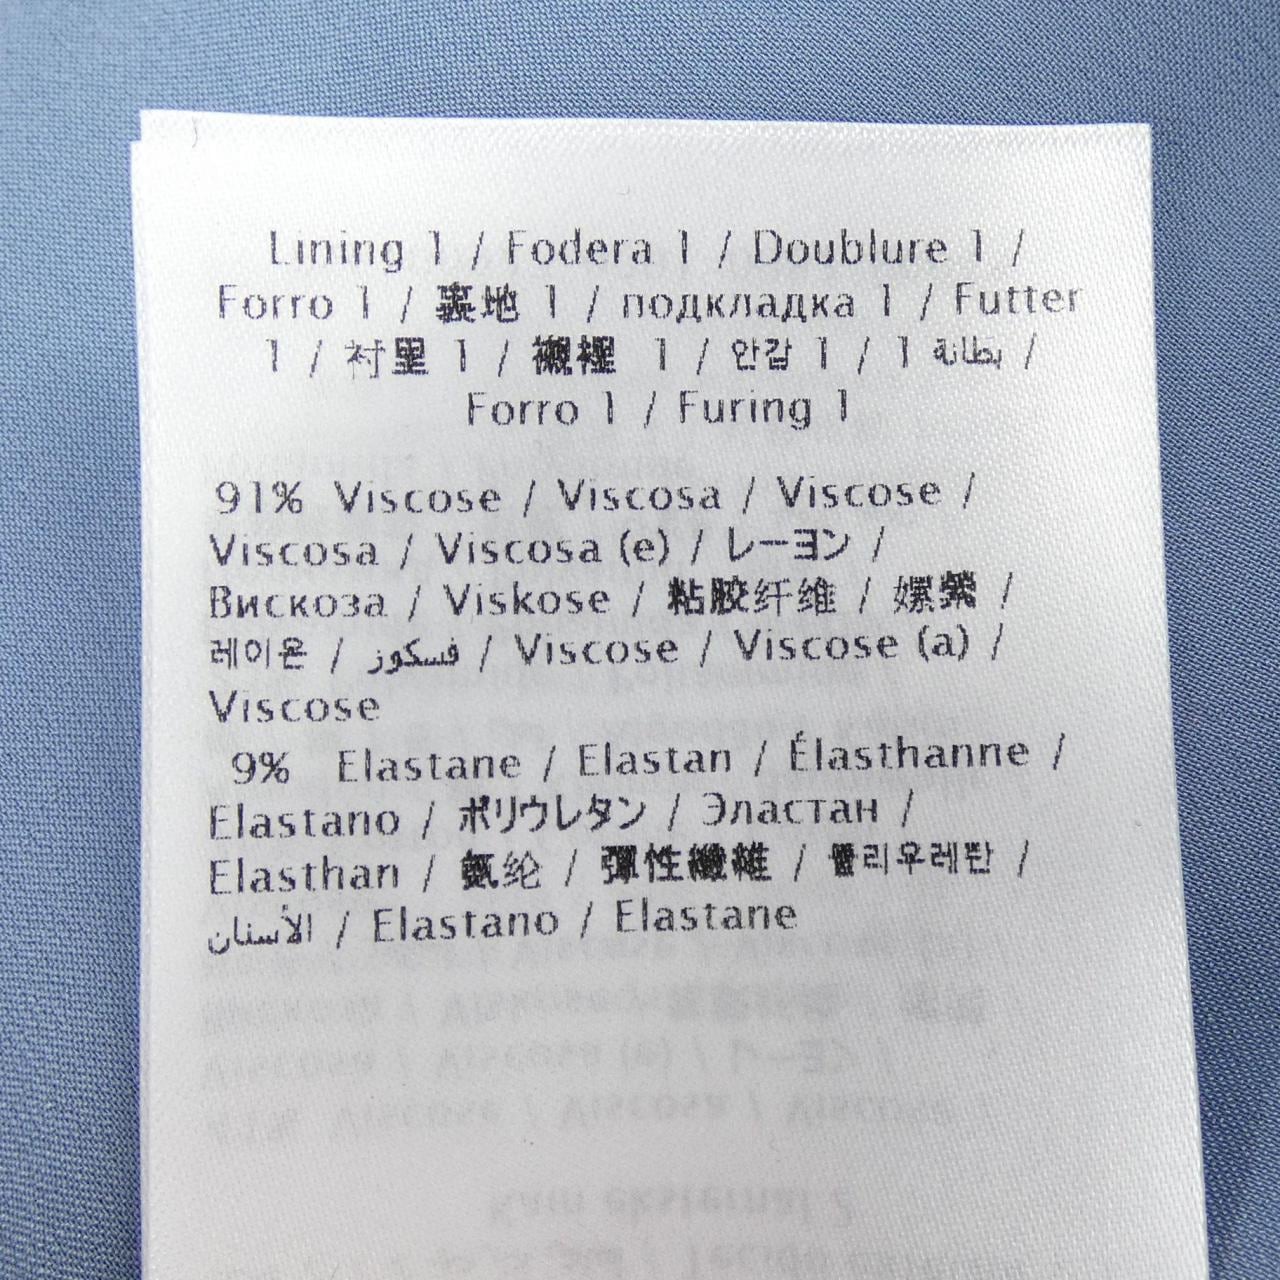 Lining 1 / Fodera 1 / Doublure 1 /
Forro 1 / 裏地 1 / подкладка 1 / Futter
1 / 衬里 1 / 襯裡 1 / 안감 1 / 1 بطانة /
Forro 1 / Furing 1
91% Viscose / Viscosa / Viscose /
Viscosa / Viscosa (e) / レーヨン /
Вискоза / Viskose / 粘胶纤维 / 嫘縈 /
레이온 / فسكوز / Viscose / Viscose (a) /
Viscose
9% Elastane / Elastan / Élasthanne /
Elastano / ポリウレタン / Эластан /
Elasthan / 氨纶 / 彈性纖維 / 폴리우레탄 /
الأستان / Elastano / Elastane